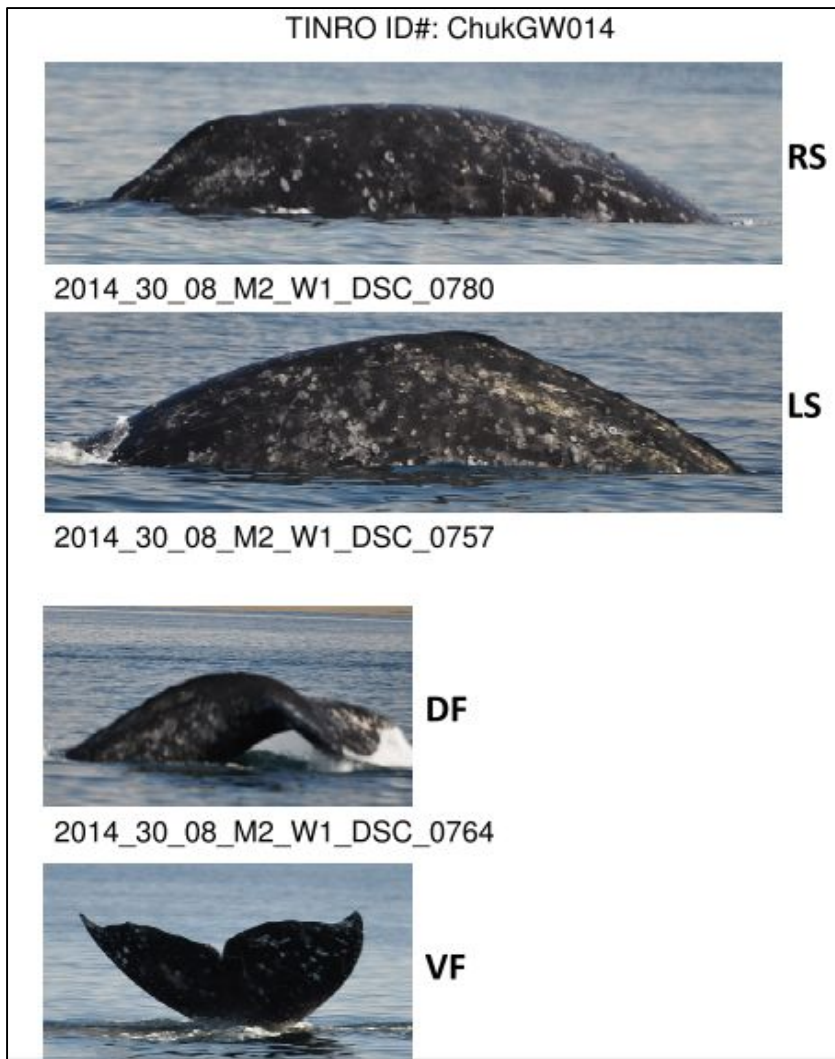 TINRO ID#: ChukGW014
RS
2014_30_08_M2_W1_DSC_0780
LS
2014_30_08_M2_W1_DSC_0757
DF
2014_30_08_M2_W1_DSC_0764
VF